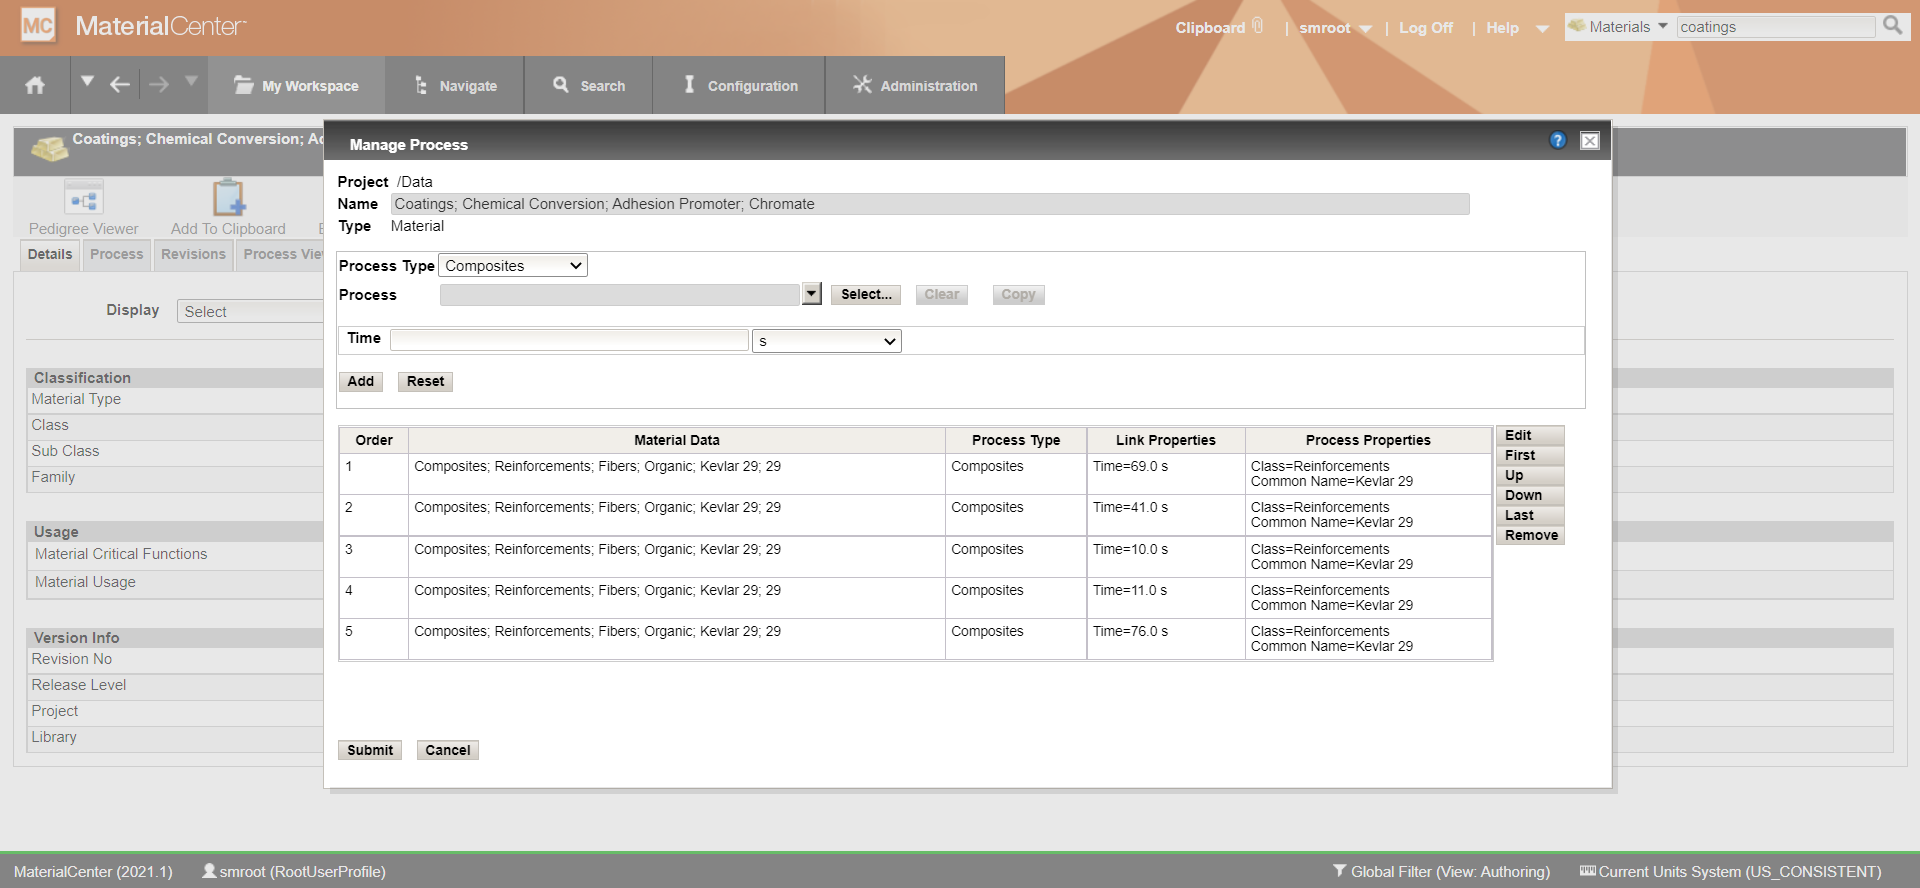 MC MaterialCenter
Clipboard | smroot | Log Off | Help Materials coatings
My Workspace Navigate Search Configuration Administration
Coatings; Chemical Conversion; Ad
Pedigree Viewer Add To Clipboard
Details Process Revisions Process Vie
Display Select
Classification
Material Type
Class
Sub Class
Family
Usage
Material Critical Functions
Material Usage
Version Info
Revision No
Release Level
Project
Library
Manage Process ?
Project /Data
Name Coatings; Chemical Conversion; Adhesion Promoter; Chromate
Type Material
Process Type Composites
Process Select... Clear Copy
Time s
Add Reset
Order Material Data Process Type Link Properties Process Properties
1 Composites; Reinforcements; Fibers; Organic; Kevlar 29; 29 Composites Time=69.0 s Class=Reinforcements
Common Name=Kevlar 29
2 Composites; Reinforcements; Fibers; Organic; Kevlar 29; 29 Composites Time=41.0 s Class=Reinforcements
Common Name=Kevlar 29
3 Composites; Reinforcements; Fibers; Organic; Kevlar 29; 29 Composites Time=10.0 s Class=Reinforcements
Common Name=Kevlar 29
4 Composites; Reinforcements; Fibers; Organic; Kevlar 29; 29 Composites Time=11.0 s Class=Reinforcements
Common Name=Kevlar 29
5 Composites; Reinforcements; Fibers; Organic; Kevlar 29; 29 Composites Time=76.0 s Class=Reinforcements
Common Name=Kevlar 29
Edit
First
Up
Down
Last
Remove
Submit Cancel
MaterialCenter (2021.1) smroot (RootUserProfile) Global Filter (View: Authoring) Current Units System (US_CONSISTENT)